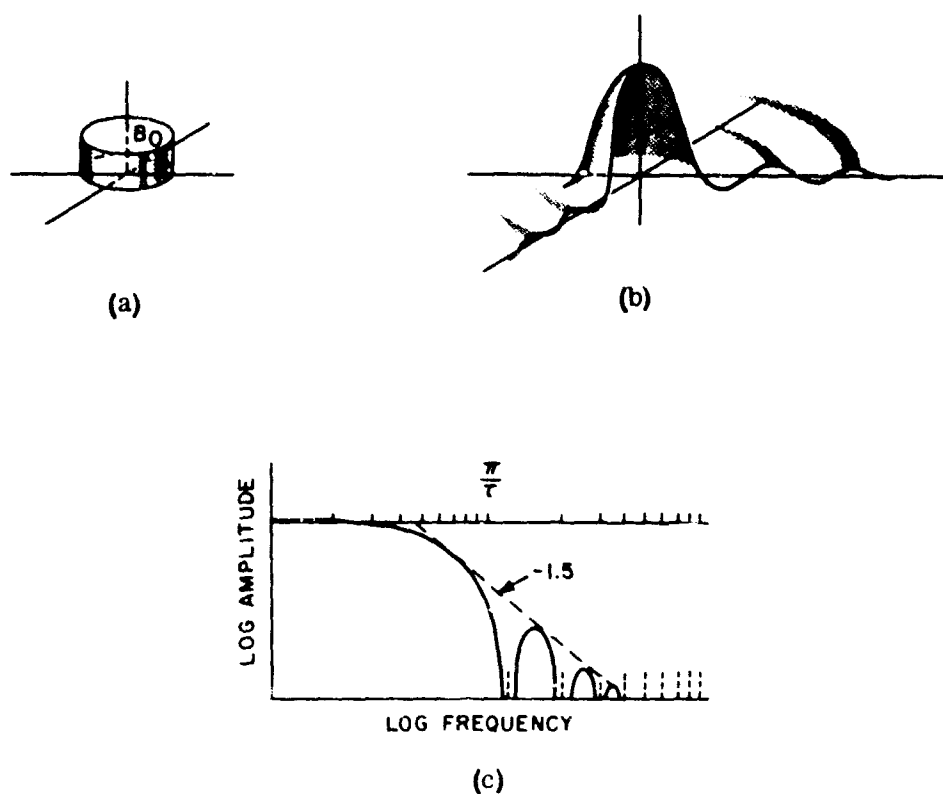 B₀
(a)
(b)
π/τ
-1.5
LOG AMPLITUDE
LOG FREQUENCY
(c)